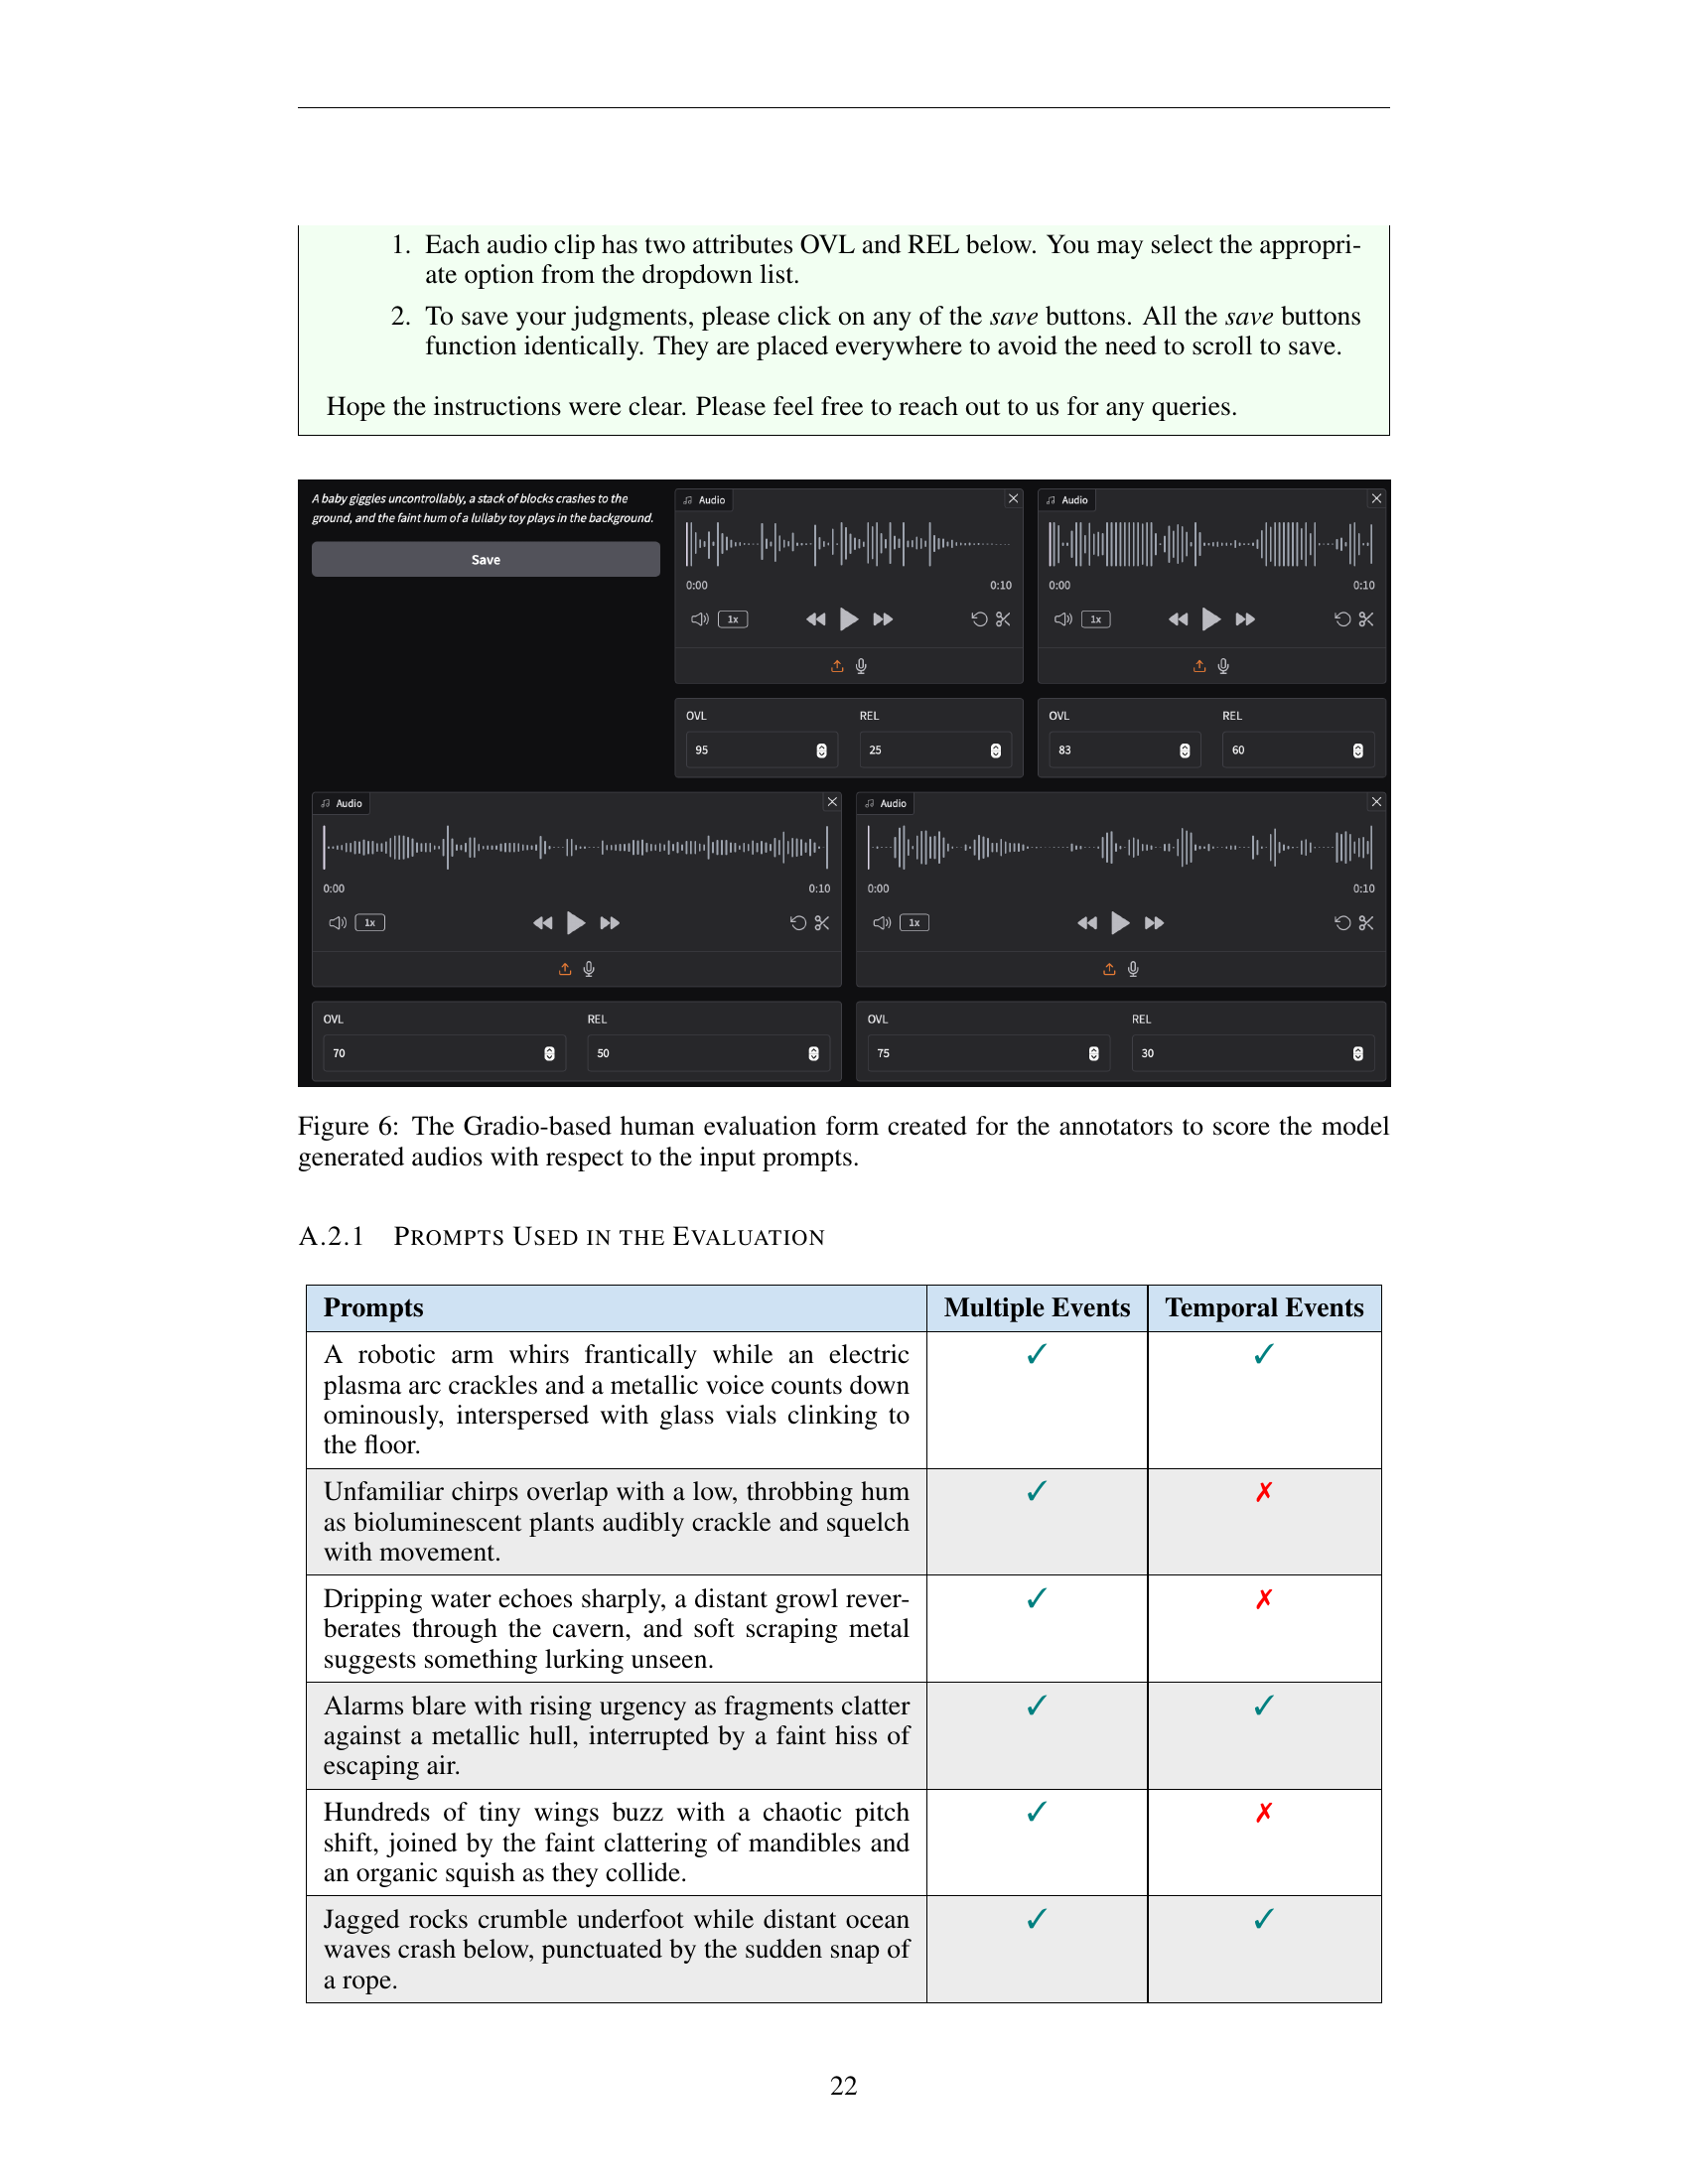 1. Each audio clip has two attributes OVL and REL below. You may select the appropri-
ate option from the dropdown list.
2. To save your judgments, please click on any of the save buttons. All the save buttons
function identically. They are placed everywhere to avoid the need to scroll to save.
Hope the instructions were clear. Please feel free to reach out to us for any queries.
A baby giggles uncontrollably, a stack of blocks crashes to the
ground, and the faint hum of a lullaby toy plays in the background.
Save
Audio
0:00 0:10
1x
OVL REL
95 25
Audio
0:00 0:10
1x
OVL REL
83 60
Audio
0:00 0:10
1x
OVL REL
70 50
Audio
0:00 0:10
1x
OVL REL
75 30
Figure 6: The Gradio-based human evaluation form created for the annotators to score the model
generated audios with respect to the input prompts.
A.2.1 PROMPTS USED IN THE EVALUATION
Prompts Multiple Events Temporal Events
A robotic arm whirs frantically while an electric ✓ ✓
plasma arc crackles and a metallic voice counts down
ominously, interspersed with glass vials clinking to
the floor.
Unfamiliar chirps overlap with a low, throbbing hum ✓ ✗
as bioluminescent plants audibly crackle and squelch
with movement.
Dripping water echoes sharply, a distant growl rever- ✓ ✗
berates through the cavern, and soft scraping metal
suggests something lurking unseen.
Alarms blare with rising urgency as fragments clatter ✓ ✓
against a metallic hull, interrupted by a faint hiss of
escaping air.
Hundreds of tiny wings buzz with a chaotic pitch ✓ ✗
shift, joined by the faint clattering of mandibles and
an organic squish as they collide.
Jagged rocks crumble underfoot while distant ocean ✓ ✓
waves crash below, punctuated by the sudden snap of
a rope.
22